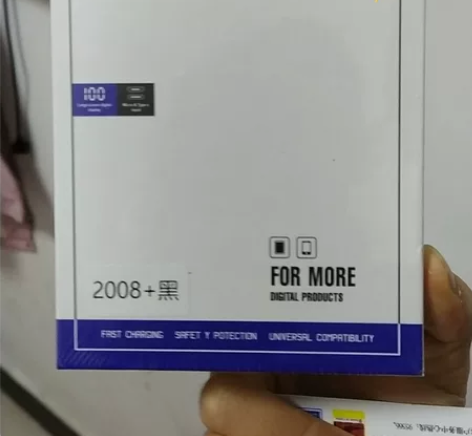 100
FOR MORE
DIGITAL PRODUCTS
2008+黑
FAST CHARGING SAFET Y POTECTION UNIVERSAL COMPATIBILITY